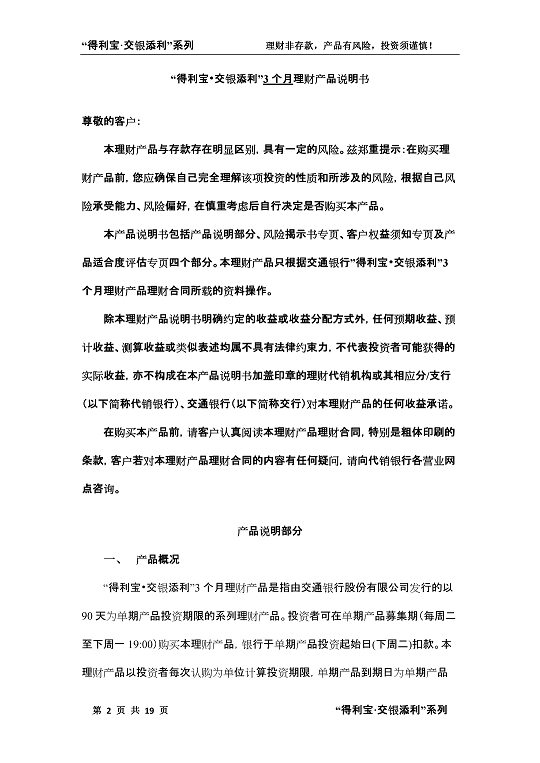 “得利宝·交银添利”系列 理财非存款，产品有风险，投资须谨慎！
“得利宝•交银添利”3 个月理财产品说明书
尊敬的客户：
本理财产品与存款存在明显区别，具有一定的风险。兹郑重提示：在购买理
财产品前，您应确保自己完全理解该项投资的性质和所涉及的风险，根据自己风
险承受能力、风险偏好，在慎重考虑后自行决定是否购买本产品。
本产品说明书包括产品说明部分、风险揭示书专页、客户权益须知专页及产
品适合度评估专页四个部分。本理财产品只根据交通银行“得利宝•交银添利”3
个月理财产品理财合同所载的资料操作。
除本理财产品说明书明确约定的收益或收益分配方式外，任何预期收益、预
计收益、测算收益或类似表述均属不具有法律约束力，不代表投资者可能获得的
实际收益，亦不构成在本产品说明书加盖印章的理财代销机构或其相应分/支行
（以下简称代销银行）、交通银行（以下简称交行）对本理财产品的任何收益承诺。
在购买本产品前，请客户认真阅读本理财产品理财合同，特别是粗体印刷的
条款，客户若对本理财产品理财合同的内容有任何疑问，请向代销银行各营业网
点咨询。
产品说明部分
一、 产品概况
“得利宝•交银添利”3 个月理财产品是指由交通银行股份有限公司发行的以
90 天为单期产品投资期限的系列理财产品。投资者可在单期产品募集期（每周二
至下周一 19:00）购买本理财产品，银行于单期产品投资起始日(下周二)扣款。本
理财产品以投资者每次认购为单位计算投资期限，单期产品到期日为单期产品
第 2 页 共 19 页 “得利宝·交银添利”系列